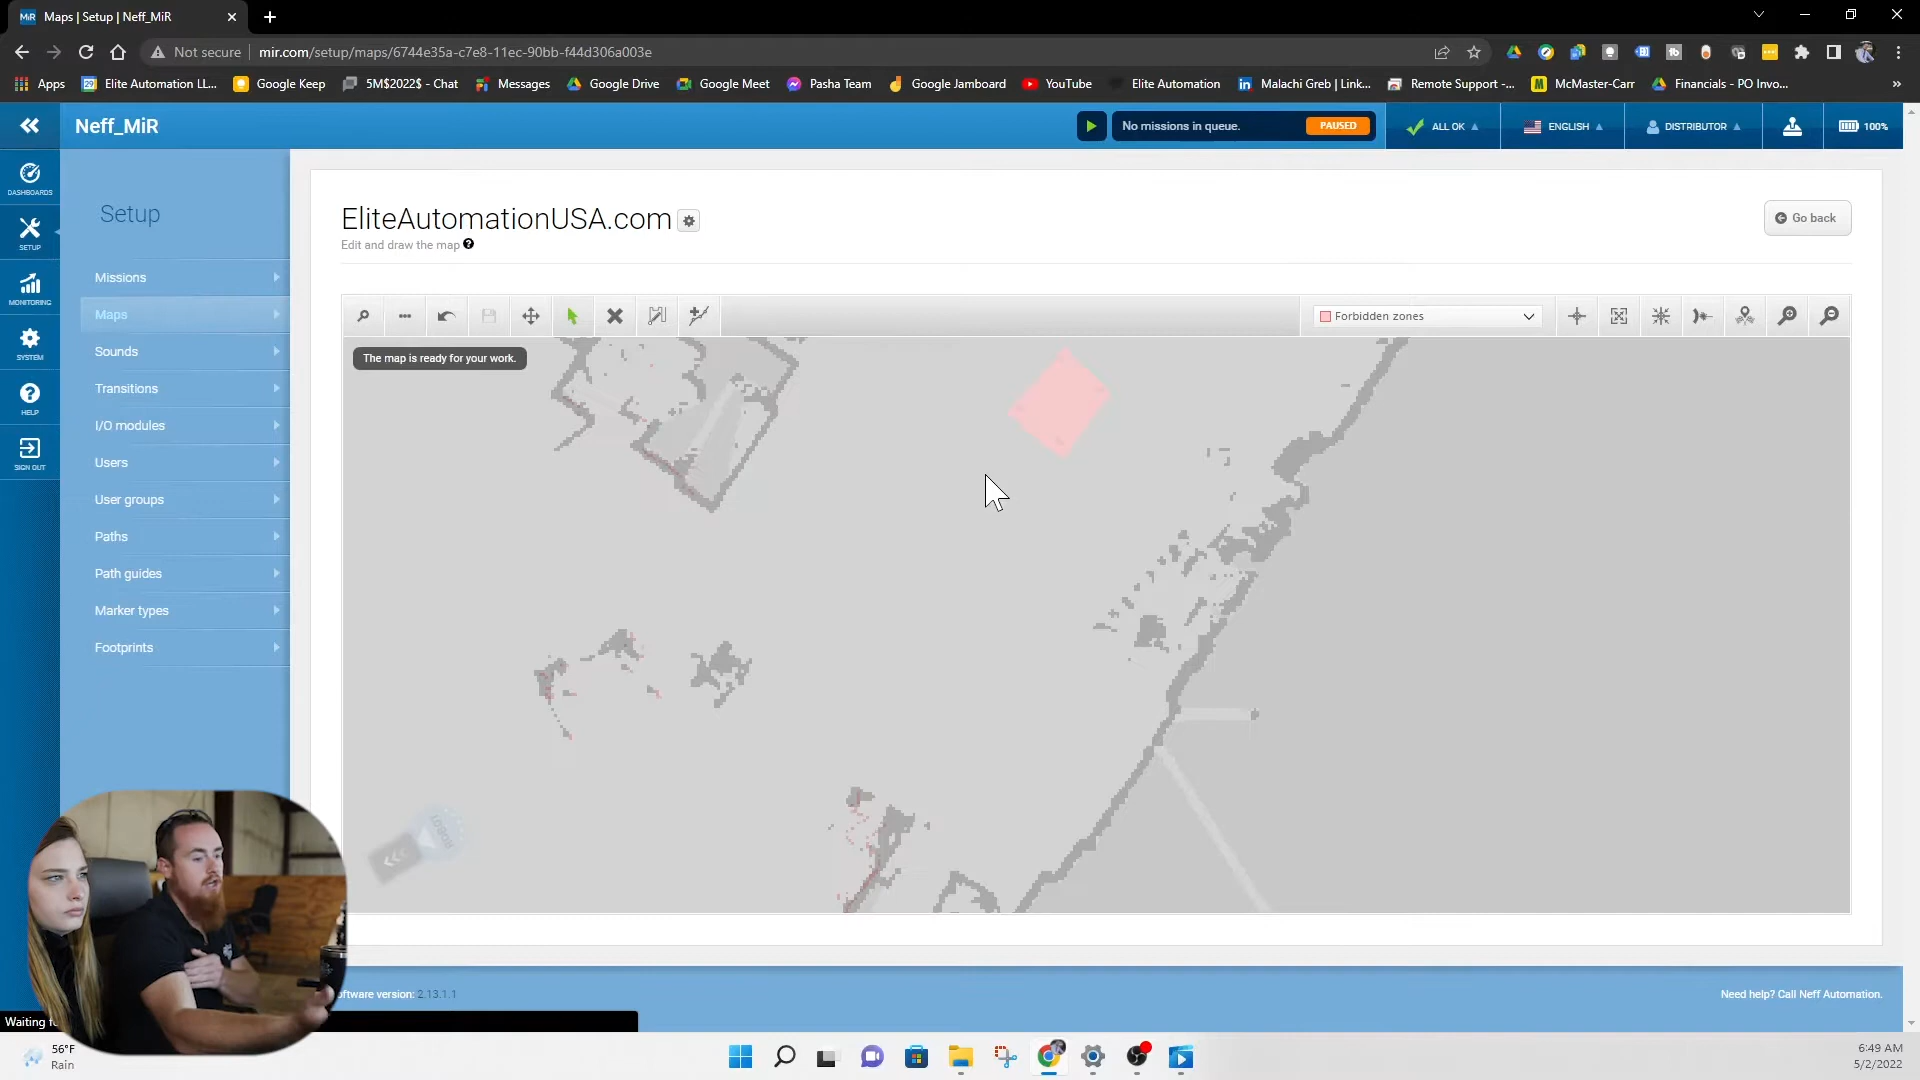 MiR Maps | Setup | Neff_MiR
Not secure mir.com/setup/maps/6744e35a-c7e8-11ec-90bb-f44d306a003e
Apps 29 Elite Automation LL... Google Keep 5M$2022$ - Chat Messages Google Drive Google Meet Pasha Team Google Jamboard YouTube Elite Automation in Malachi Greb | Link... Remote Support -... M McMaster-Carr Financials - PO Invo... »
Neff_MiR
No missions in queue. PAUSED
ALL OK
ENGLISH
DISTRIBUTOR
100%
DASHBOARDS
SETUP
MONITORING
SYSTEM
HELP
SIGN OUT
Setup
Missions
Maps
Sounds
Transitions
I/O modules
Users
User groups
Paths
Path guides
Marker types
Footprints
EliteAutomationUSA.com
Edit and draw the map ?
Go back
Forbidden zones
The map is ready for your work.
ROBOT
oftware version: 2.13.1.1
Need help? Call Neff Automation.
Waiting f
56°F
Rain
6:49 AM
5/2/2022